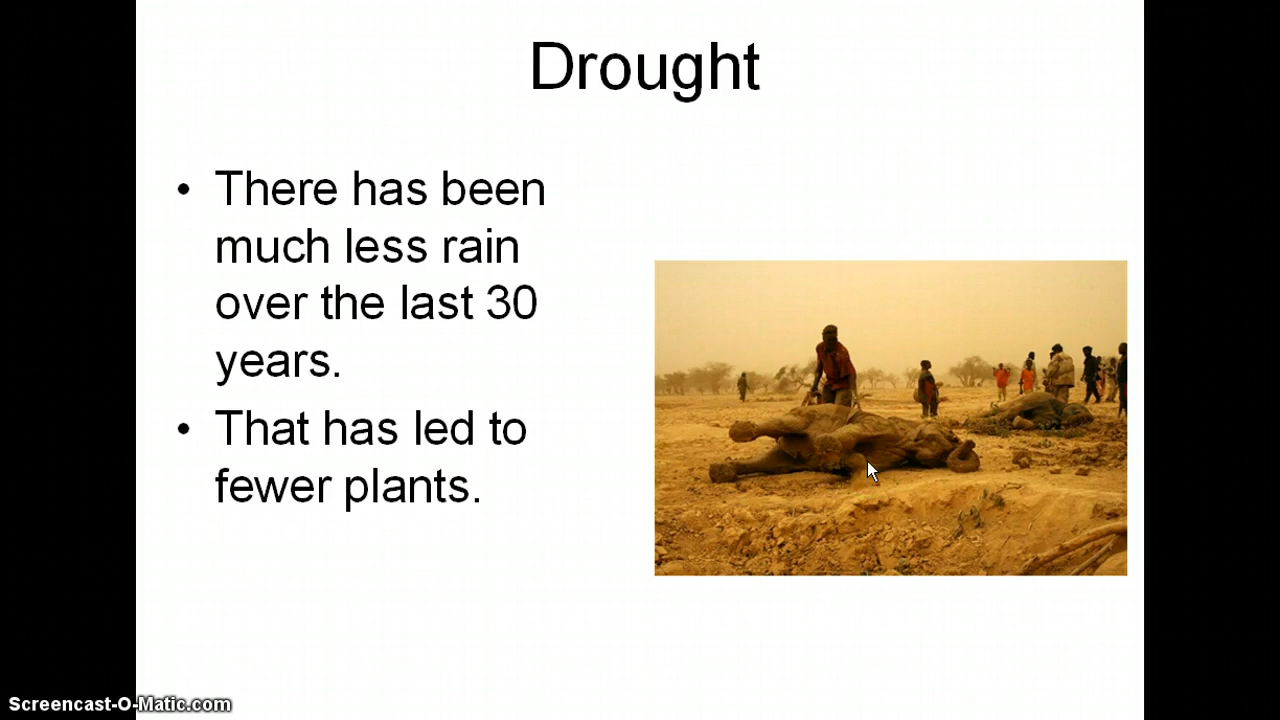 Drought
• There has been
much less rain
over the last 30
years.
• That has led to
fewer plants.
Screencast-O-Matic.com